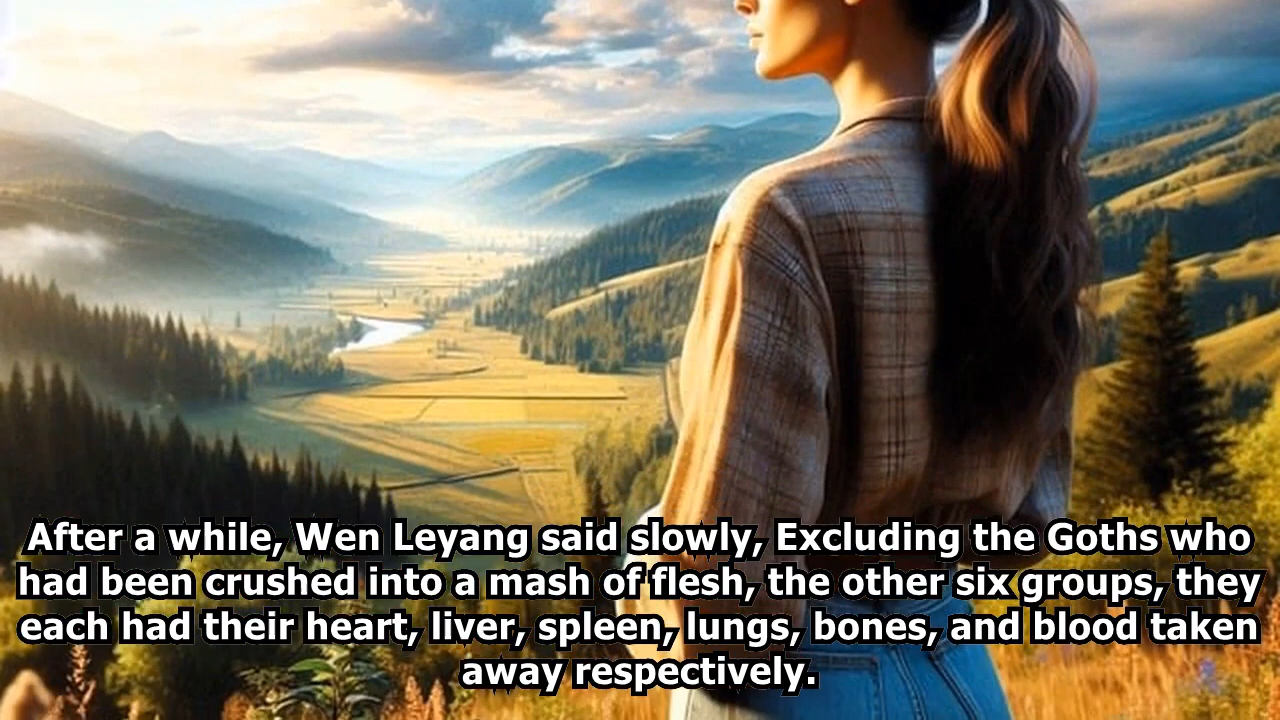 After a while, Wen Leyang said slowly, Excluding the Goths who
had been crushed into a mash of flesh, the other six groups, they
each had their heart, liver, spleen, lungs, bones, and blood taken
away respectively.